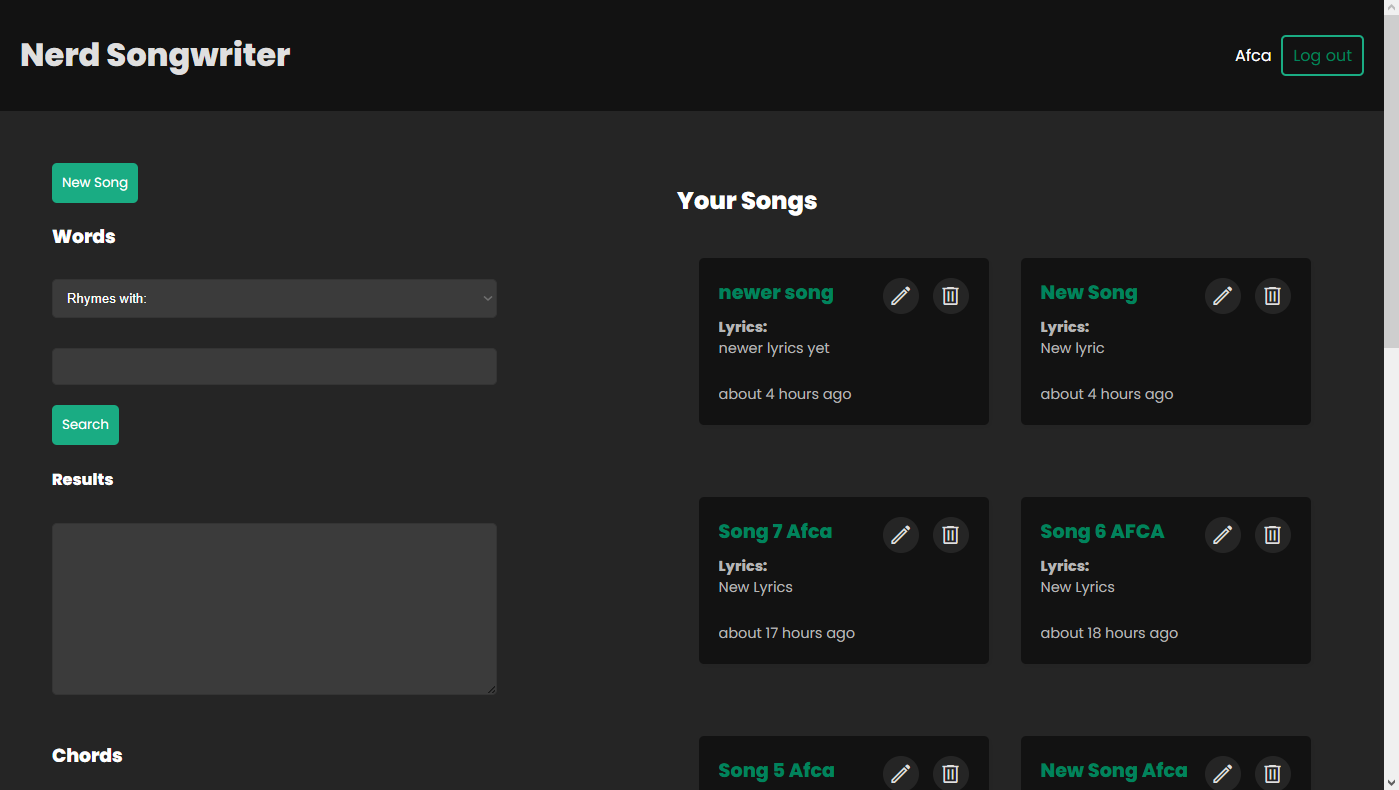 Nerd Songwriter
Afca
Log out
New Song
Words
Rhymes with:
Search
Results
Chords
Your Songs
newer song
Lyrics:
newer lyrics yet
about 4 hours ago
New Song
Lyrics:
New lyric
about 4 hours ago
Song 7 Afca
Lyrics:
New Lyrics
about 17 hours ago
Song 6 AFCA
Lyrics:
New Lyrics
about 18 hours ago
Song 5 Afca
New Song Afca